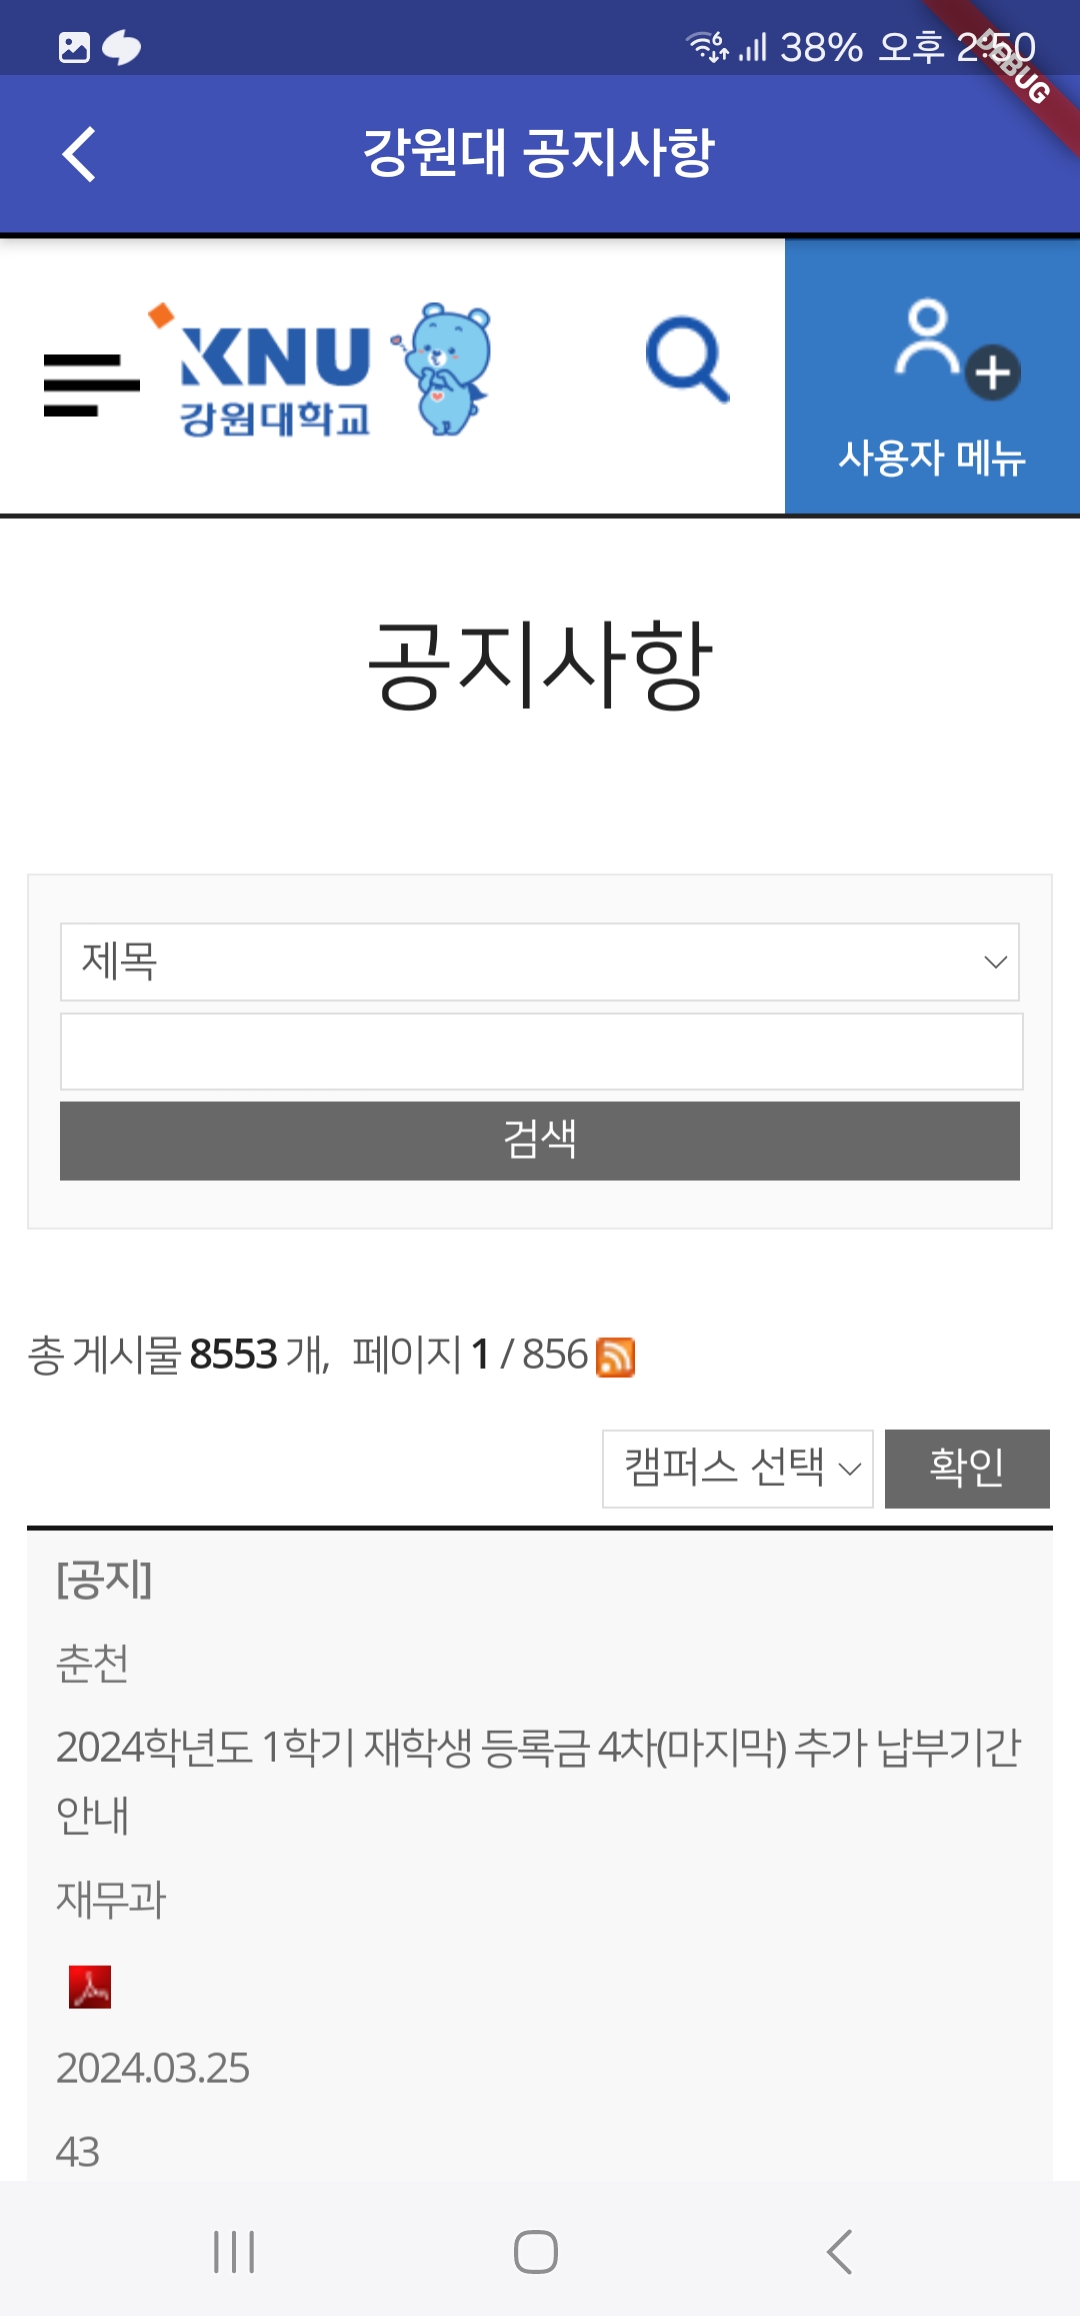 38% 오후 2:50
DEBUG
강원대 공지사항
KNU
강원대학교
사용자 메뉴
공지사항
제목
검색
총 게시물 8553 개, 페이지 1 / 856
캠퍼스 선택
확인
[공지]
춘천
2024학년도 1학기 재학생 등록금 4차(마지막) 추가 납부기간
안내
재무과
2024.03.25
43